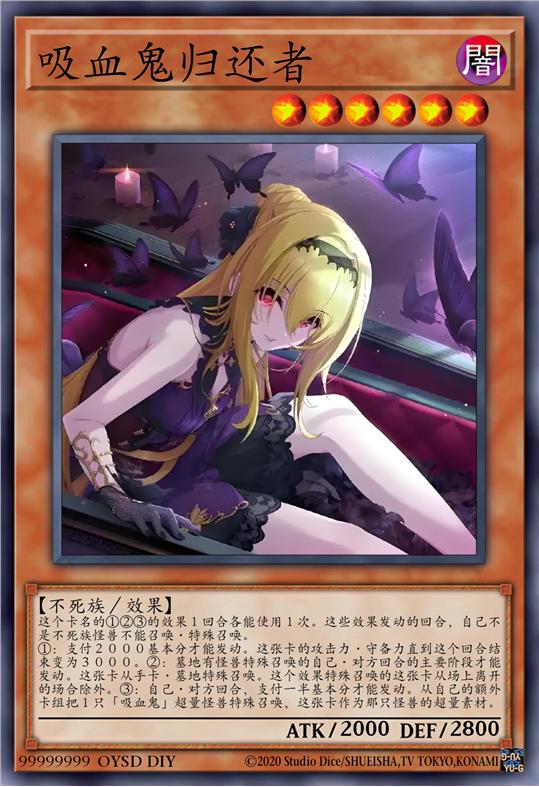 吸血鬼归还者
闇
【不死族／效果】
这个卡名的①②③的效果１回合各能使用１次。这些效果发动的回合，自己不
是不死族怪兽不能召唤·特殊召唤。
①：支付２０００基本分才能发动。这张卡的攻击力·守备力直到这个回合结
束变为３０００。②：墓地有怪兽特殊召唤的自己·对方回合的主要阶段才能
发动。这张卡从手卡·墓地特殊召唤。这个效果特殊召唤的这张卡从场上离开
的场合除外。③：自己·对方回合，支付一半基本分才能发动。从自己的额外
卡组把１只「吸血鬼」超量怪兽特殊召唤，这张卡作为那只怪兽的超量素材。
ATK/2000 DEF/2800
99999999 OYSD DIY ©2020 Studio Dice/SHUEISHA,TV TOKYO,KONAMI